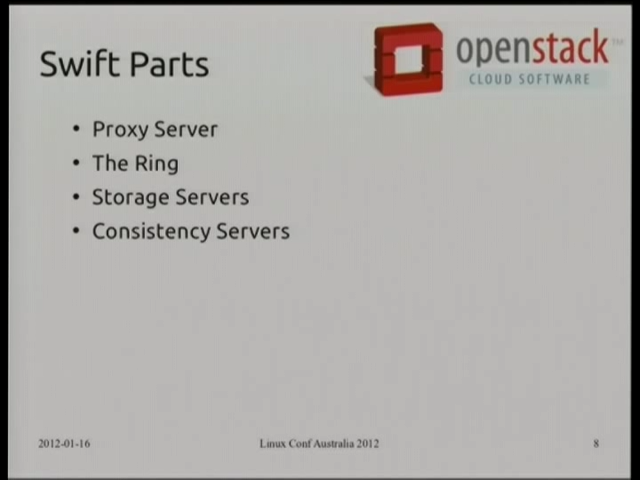 Swift Parts
openstack™
CLOUD SOFTWARE
• Proxy Server
• The Ring
• Storage Servers
• Consistency Servers
2012-01-16
Linux Conf Australia 2012
8